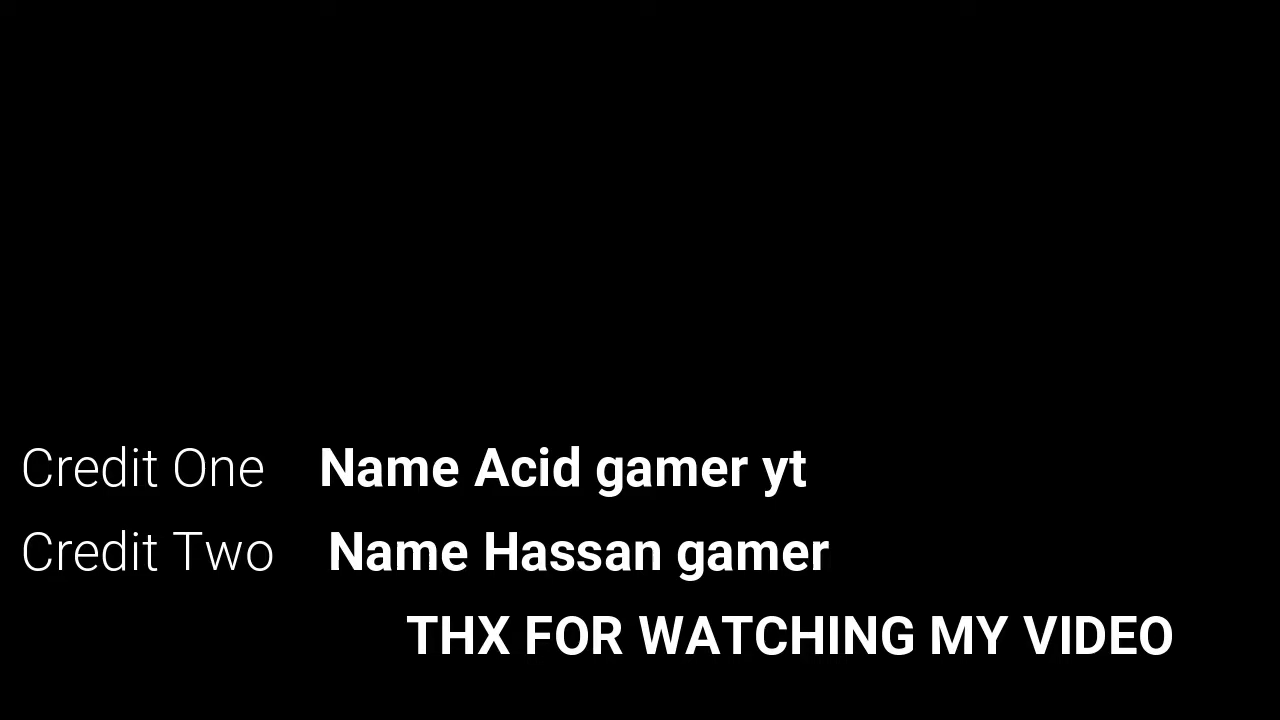 Credit One Name Acid gamer yt
Credit Two Name Hassan gamer
THX FOR WATCHING MY VIDEO